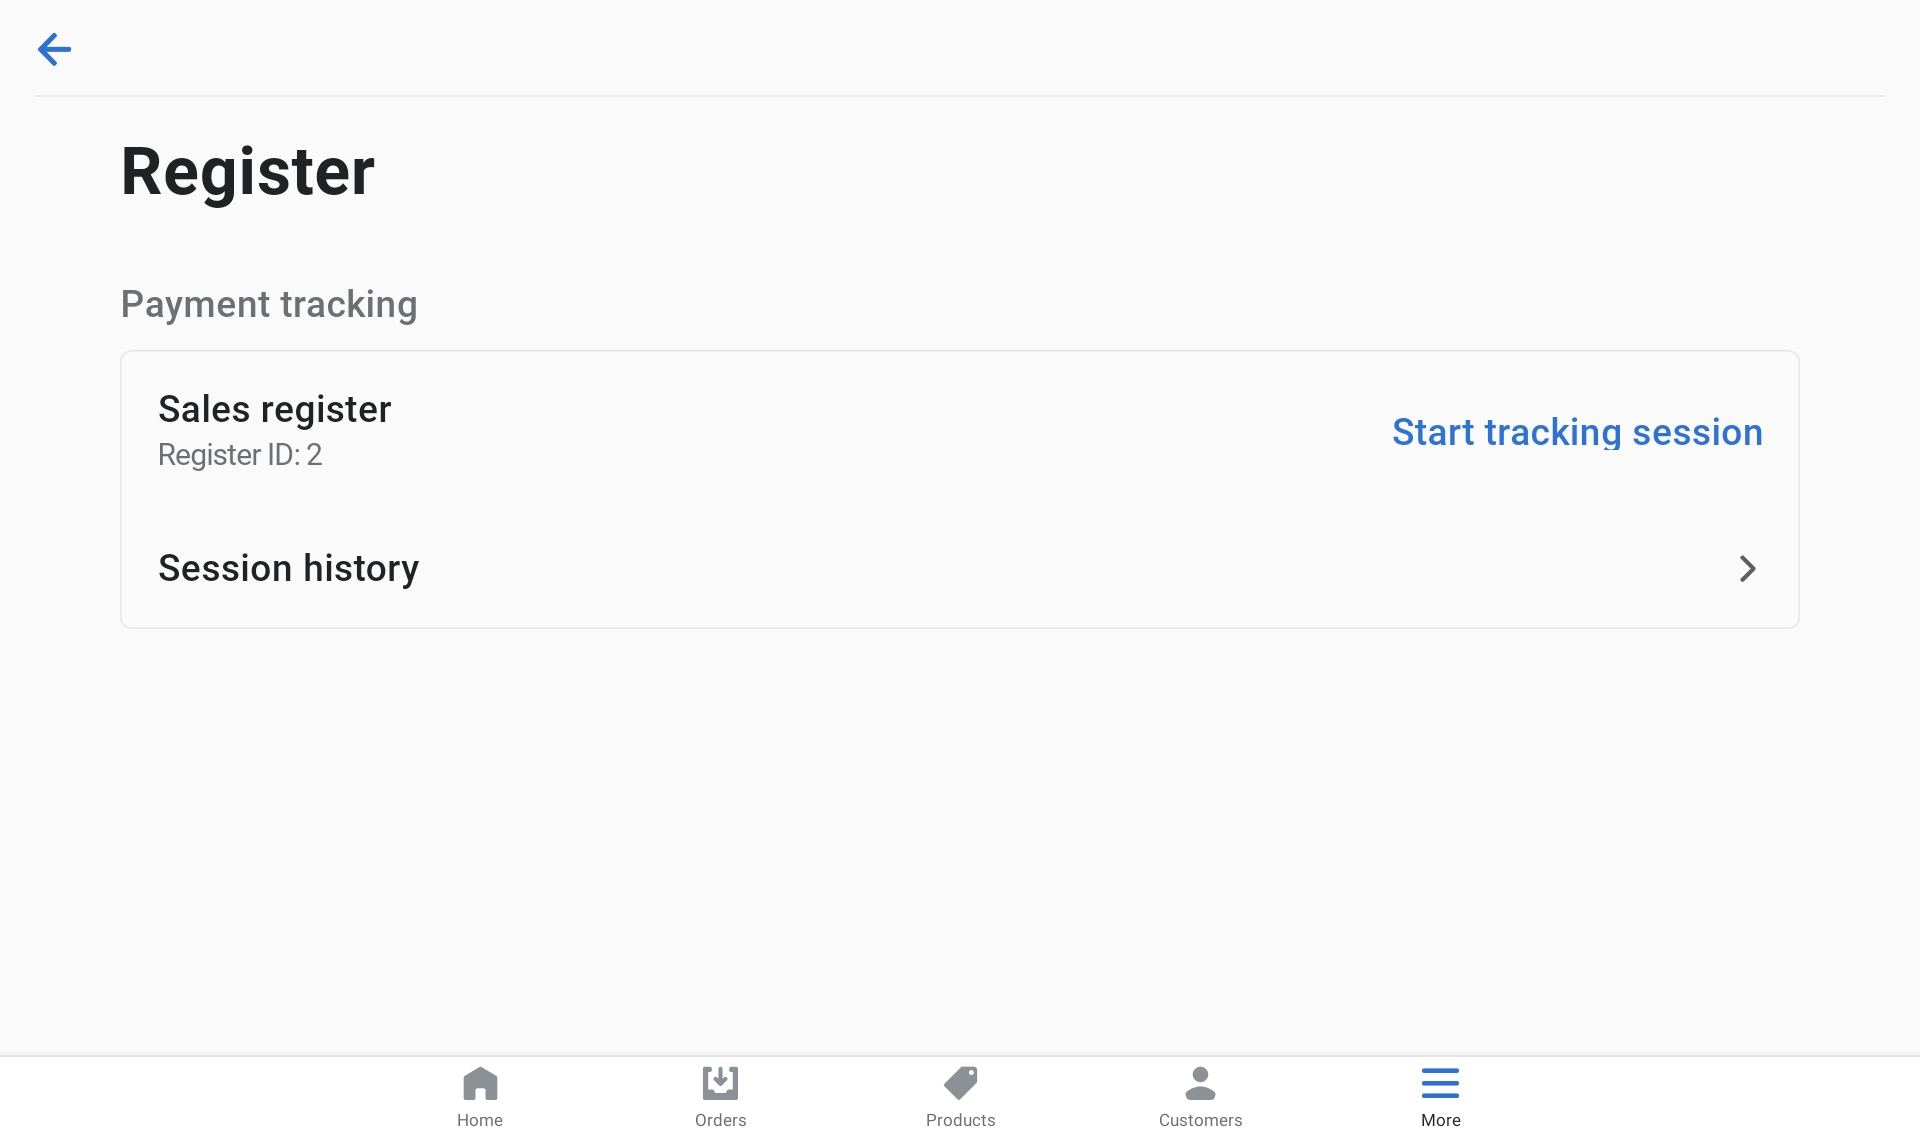 Register
Payment tracking
Sales register
Register ID: 2
Start tracking session
Session history
Home
Orders
Products
Customers
More